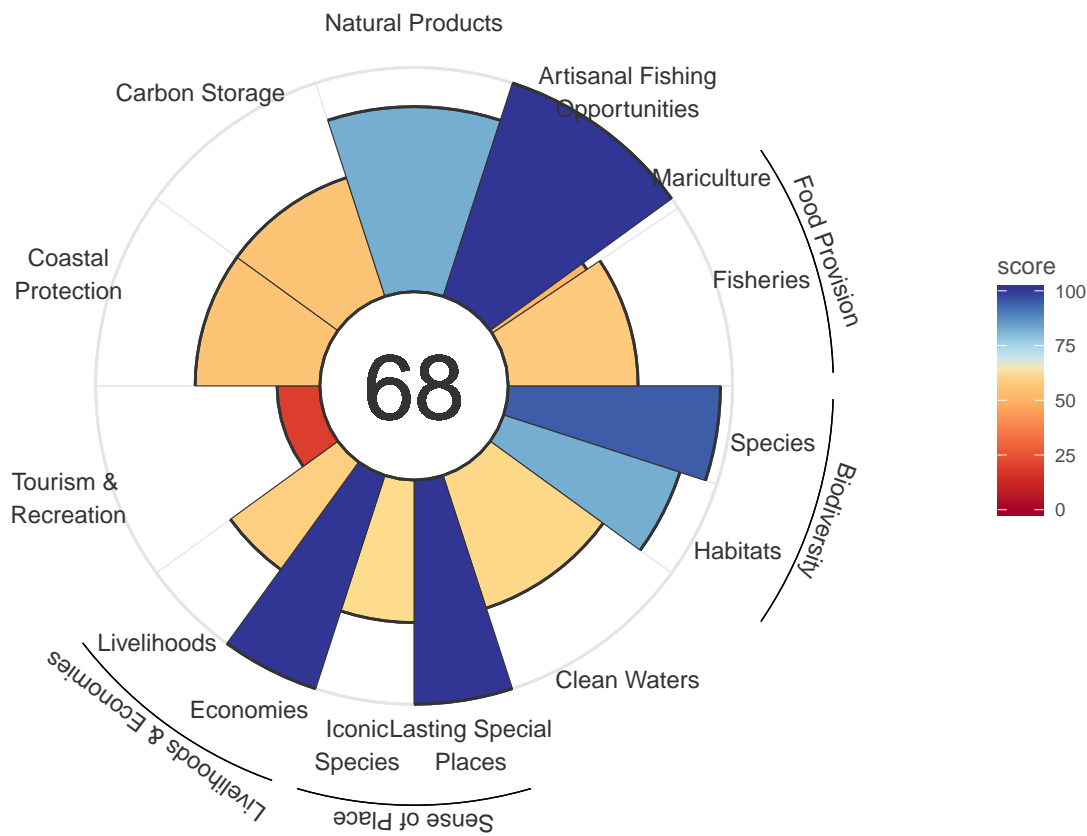 Natural Products
Carbon Storage
Artisanal Fishing
Opportunities
Mariculture
Food Provision
Fisheries
Coastal
Protection
score
100
75
50
25
0
68
Species
Biodiversity
Habitats
Tourism &
Recreation
Clean Waters
Livelihoods
Livelihoods & Economies
Economies
Iconic
Species
Lasting Special
Places
Sense of Place